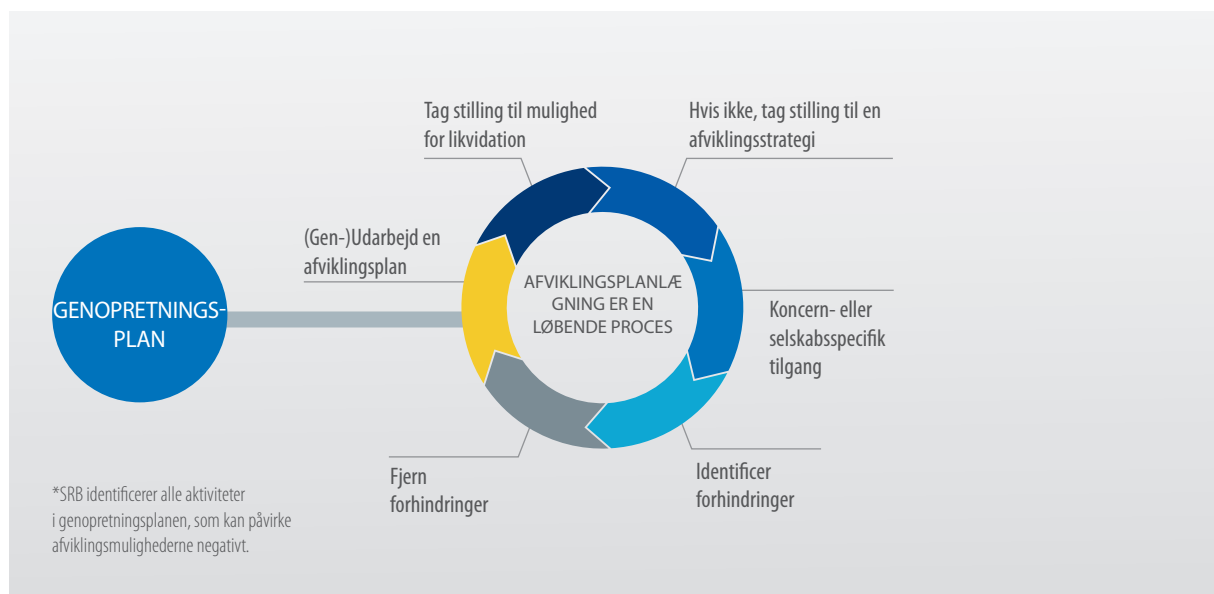 Tag stilling til mulighed
for likvidation
Hvis ikke, tag stilling til en
afviklingsstrategi
(Gen-)Udarbejd en
afviklingsplan
GENOPRETNINGS-
PLAN
AFVIKLINGSPLANLÆ
GNING ER EN
LØBENDE PROCES
Koncern- eller
selskabsspecifik
tilgang
Fjern
forhindringer
Identificer
forhindringer
*SRB identificerer alle aktiviteter
i genopretningsplanen, som kan påvirke
afviklingsmulighederne negativt.